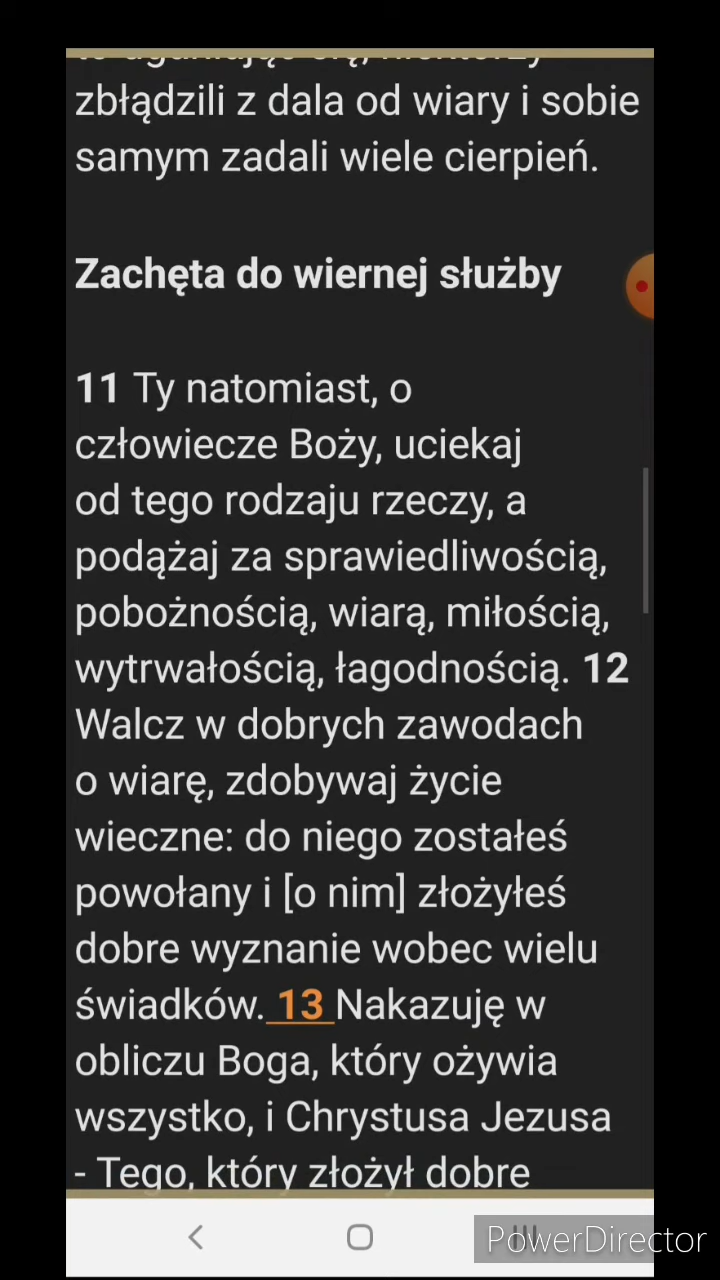 zbłądzili z dala od wiary i sobie
samym zadali wiele cierpień.
Zachęta do wiernej służby
11 Ty natomiast, o
człowiecze Boży, uciekaj
od tego rodzaju rzeczy, a
podążaj za sprawiedliwością,
pobożnością, wiarą, miłością,
wytrwałością, łagodnością. 12
Walcz w dobrych zawodach
o wiarę, zdobywaj życie
wieczne: do niego zostałeś
powołany i [o nim] złożyłeś
dobre wyznanie wobec wielu
świadków. 13 Nakazuję w
obliczu Boga, który ożywia
wszystko, i Chrystusa Jezusa
- Tego, który złożył dobre
PowerDirector